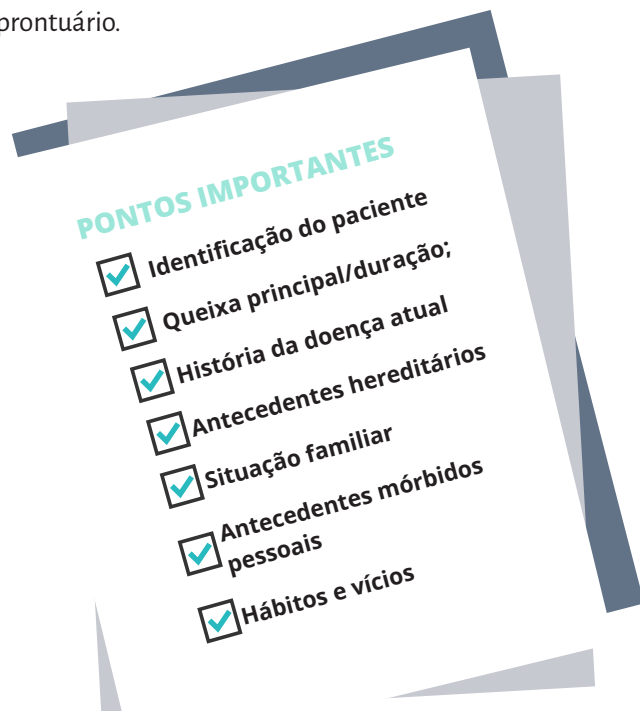 prontuário.
PONTOS IMPORTANTES
Identificação do paciente
Queixa principal/duração;
História da doença atual
Antecedentes hereditários
Situação familiar
Antecedentes mórbidos
pessoais
Hábitos e vícios